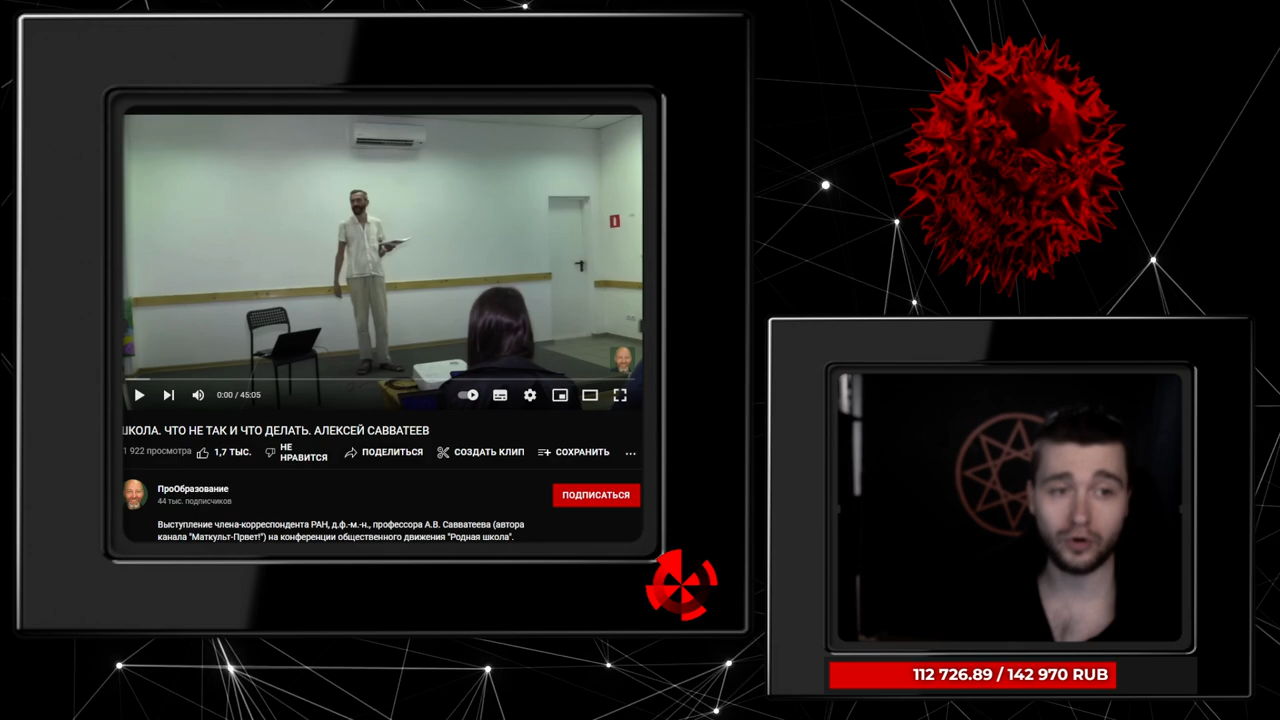 0:00 / 45:05
ШКОЛА. ЧТО НЕ ТАК И ЧТО ДЕЛАТЬ. АЛЕКСЕЙ САВВАТЕЕВ
1 922 просмотра
1,7 ТЫС.
НЕ
НРАВИТСЯ
ПОДЕЛИТЬСЯ
СОЗДАТЬ КЛИП
СОХРАНИТЬ
ПроОбразование
44 тыс. подписчиков
ПОДПИСАТЬСЯ
Выступление члена-корреспондента РАН, д.ф.-м.-н., профессора А.В. Савватеева (автора
канала "Маткульт-Првет!") на конференции общественного движения "Родная школа".
112 726.89 / 142 970 RUB